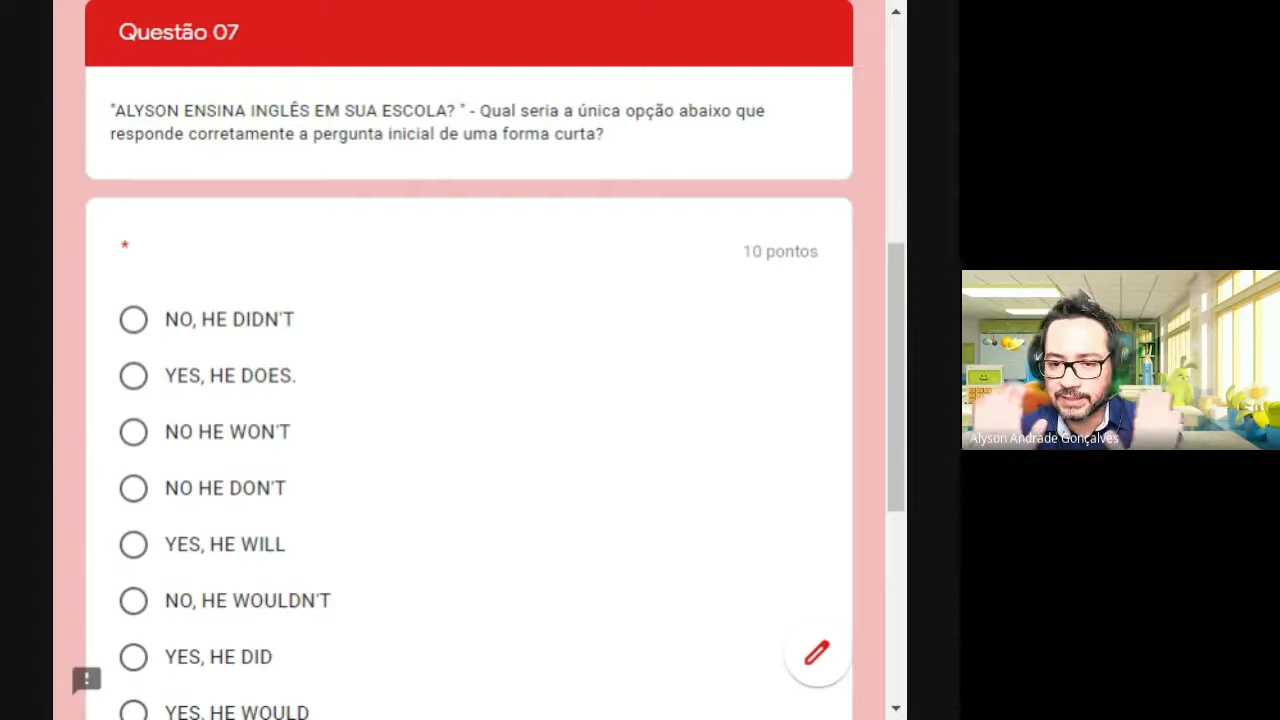 Questão 07
"ALYSON ENSINA INGLÊS EM SUA ESCOLA? " - Qual seria a única opção abaixo que
responde corretamente a pergunta inicial de uma forma curta?
*
10 pontos
NO, HE DIDN'T
YES, HE DOES.
NO HE WON'T
NO HE DON'T
YES, HE WILL
NO, HE WOULDN'T
YES, HE DID
YES, HE WOULD
Alyson Andrade Gonçalves